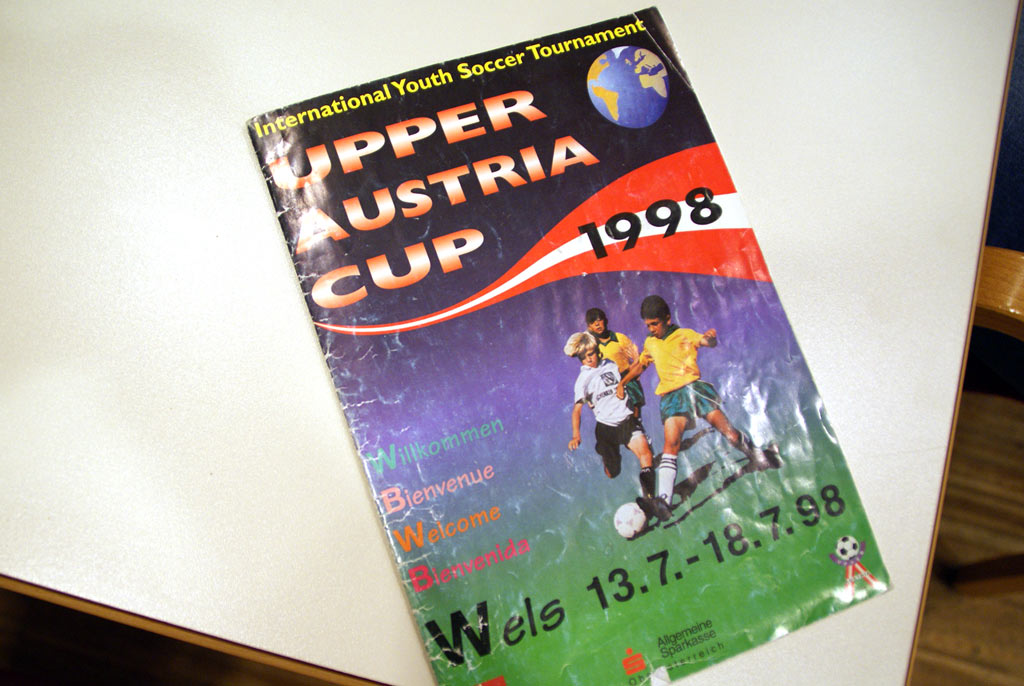 International Youth Soccer Tournament
UPPER
AUSTRIA
CUP
1998
Willkommen
Bienvenue
Welcome
Bienvenida
Wels 13.7.-18.7.98
Allgemeine
Sparkasse